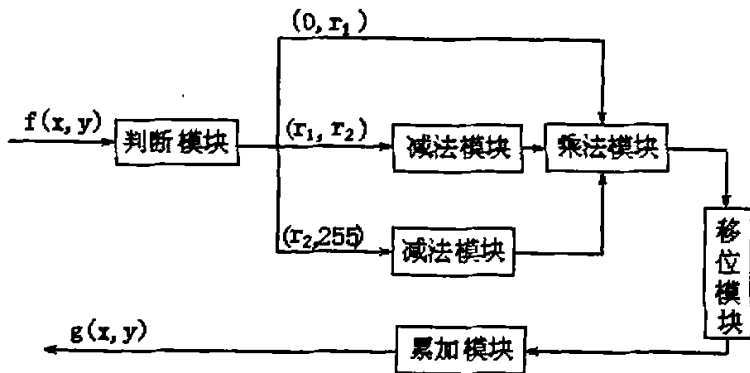 (0,r₁)
f(x,y)
判断模块
(r₁,r₂)
减法模块
乘法模块
(r₂,255)
减法模块
移位模块
g(x,y)
累加模块